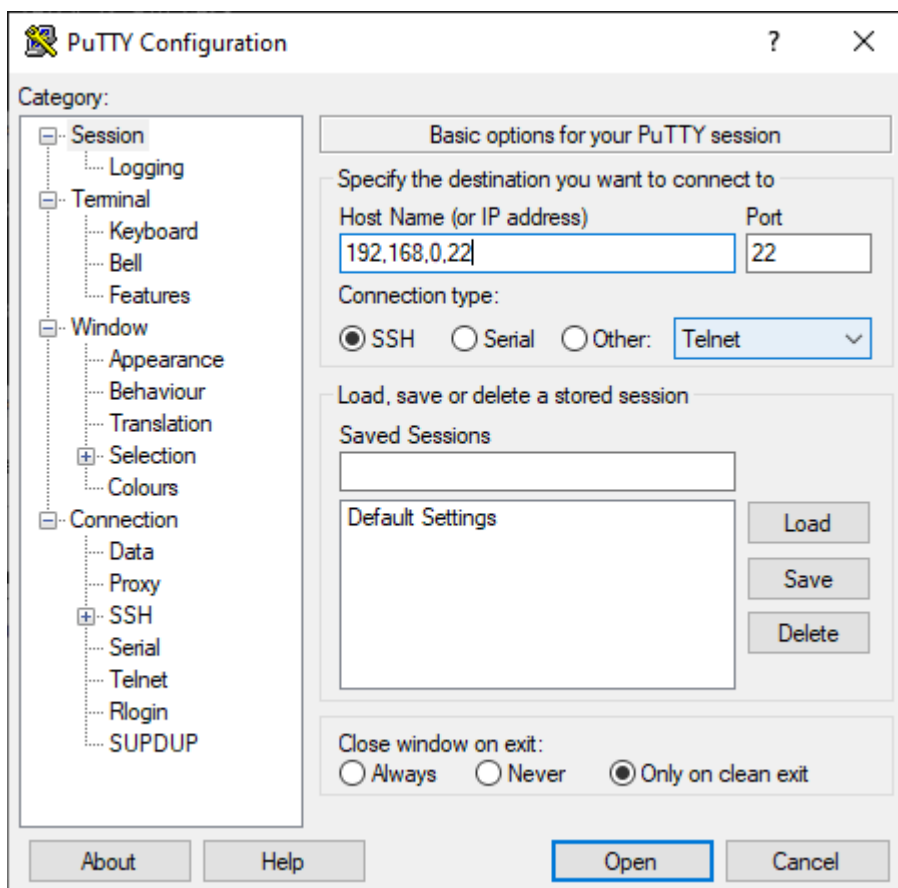 PuTTY Configuration
?
Category:
Session
Logging
Terminal
Keyboard
Bell
Features
Window
Appearance
Behaviour
Translation
Selection
Colours
Connection
Data
Proxy
SSH
Serial
Telnet
Rlogin
SUPDUP
Basic options for your PuTTY session
Specify the destination you want to connect to
Host Name (or IP address) Port
192,168,0,22 22
Connection type:
SSH Serial Other: Telnet
Load, save or delete a stored session
Saved Sessions
Default Settings
Load
Save
Delete
Close window on exit:
Always Never Only on clean exit
About Help Open Cancel